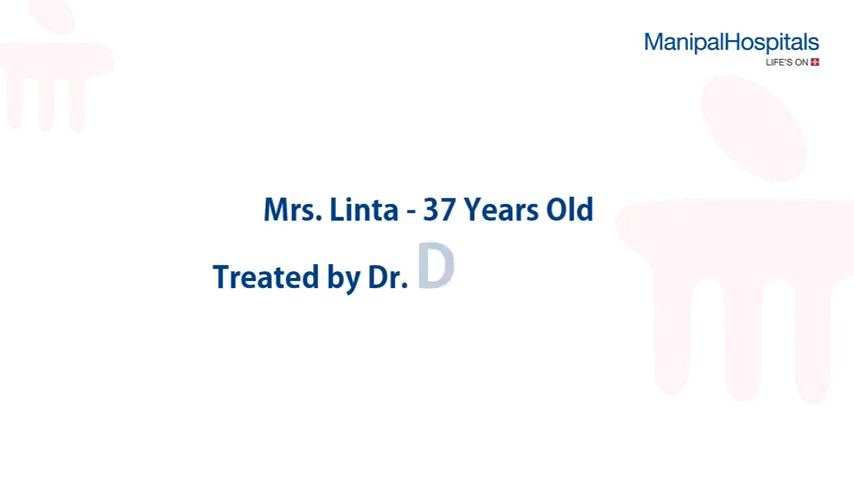 ManipalHospitals
LIFE'S ON
Mrs. Linta - 37 Years Old
Treated by Dr. D